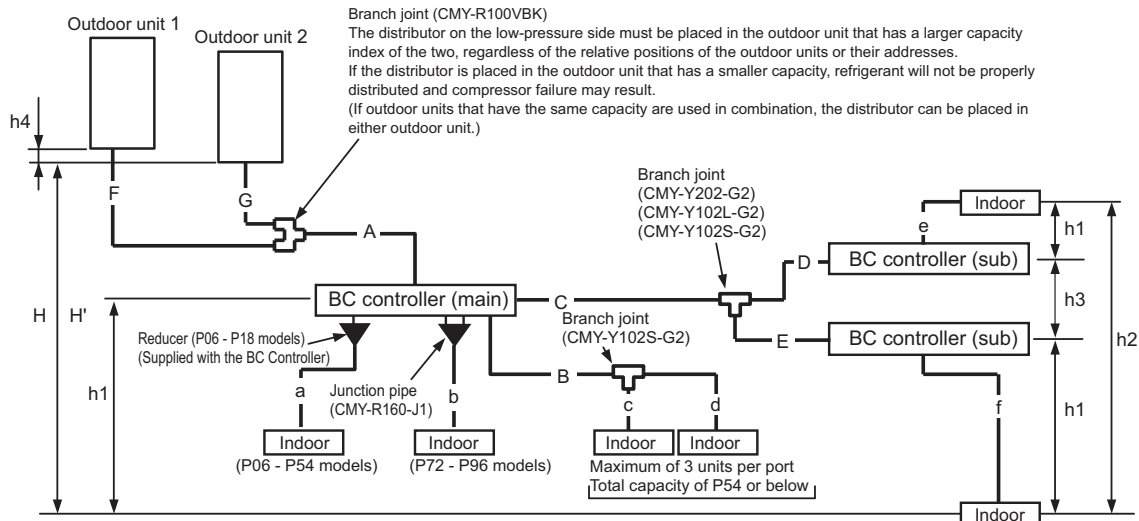 Outdoor unit 1
Outdoor unit 2
Branch joint (CMY-R100VBK)
The distributor on the low-pressure side must be placed in the outdoor unit that has a larger capacity
index of the two, regardless of the relative positions of the outdoor units or their addresses.
If the distributor is placed in the outdoor unit that has a smaller capacity, refrigerant will not be properly
distributed and compressor failure may result.
(If outdoor units that have the same capacity are used in combination, the distributor can be placed in
either outdoor unit.)
h4
F
G
A
H
H'
h1
BC controller (main)
Reducer (P06 - P18 models)
(Supplied with the BC Controller)
a
Junction pipe
(CMY-R160-J1)
b
Indoor
(P06 - P54 models)
Indoor
(P72 - P96 models)
C
B
Branch joint
(CMY-Y102S-G2)
c
d
Indoor
Indoor
Maximum of 3 units per port
Total capacity of P54 or below
Branch joint
(CMY-Y202-G2)
(CMY-Y102L-G2)
(CMY-Y102S-G2)
D
E
Indoor
e
BC controller (sub)
BC controller (sub)
f
Indoor
h1
h3
h1
h2